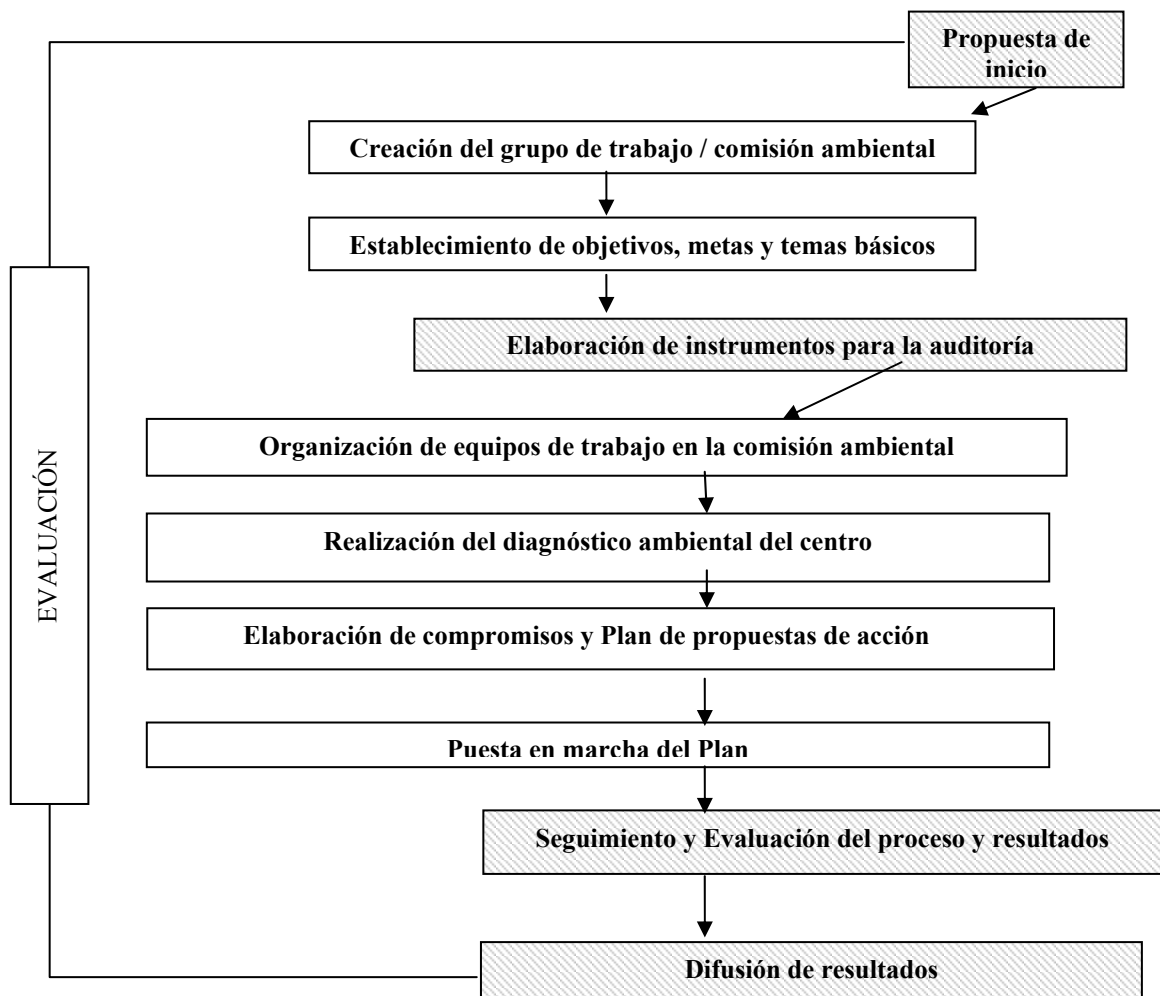 Propuesta de
inicio
Creación del grupo de trabajo / comisión ambiental
Establecimiento de objetivos, metas y temas básicos
Elaboración de instrumentos para la auditoría
Organización de equipos de trabajo en la comisión ambiental
EVALUACIÓN
Realización del diagnóstico ambiental del centro
Elaboración de compromisos y Plan de propuestas de acción
Puesta en marcha del Plan
Seguimiento y Evaluación del proceso y resultados
Difusión de resultados